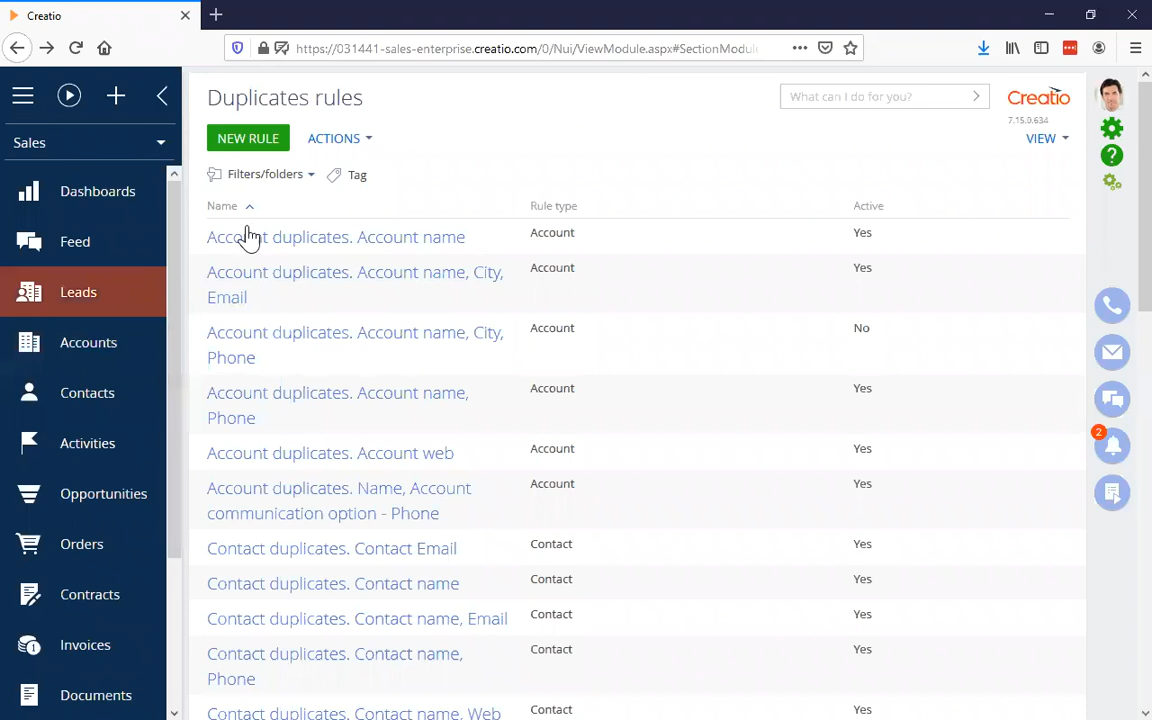 Creatio
https://031441-sales-enterprise.creatio.com/0/Nui/ViewModule.aspx#SectionModul
Sales
Dashboards
Feed
Leads
Accounts
Contacts
Activities
Opportunities
Orders
Contracts
Invoices
Documents
Duplicates rules
What can I do for you?
Creatio
7.15.0.634
NEW RULE
ACTIONS
VIEW
Filters/folders
Tag
Name
Rule type
Active
Account duplicates. Account name
Account
Yes
Account duplicates. Account name, City,
Email
Account
Yes
Account duplicates. Account name, City,
Phone
Account
No
Account duplicates. Account name,
Phone
Account
Yes
Account duplicates. Account web
Account
Yes
Account duplicates. Name, Account
communication option - Phone
Account
Yes
Contact duplicates. Contact Email
Contact
Yes
Contact duplicates. Contact name
Contact
Yes
Contact duplicates. Contact name, Email
Contact
Yes
Contact duplicates. Contact name,
Phone
Contact
Yes
Contact duplicates. Contact name, Web
Contact
Yes
2